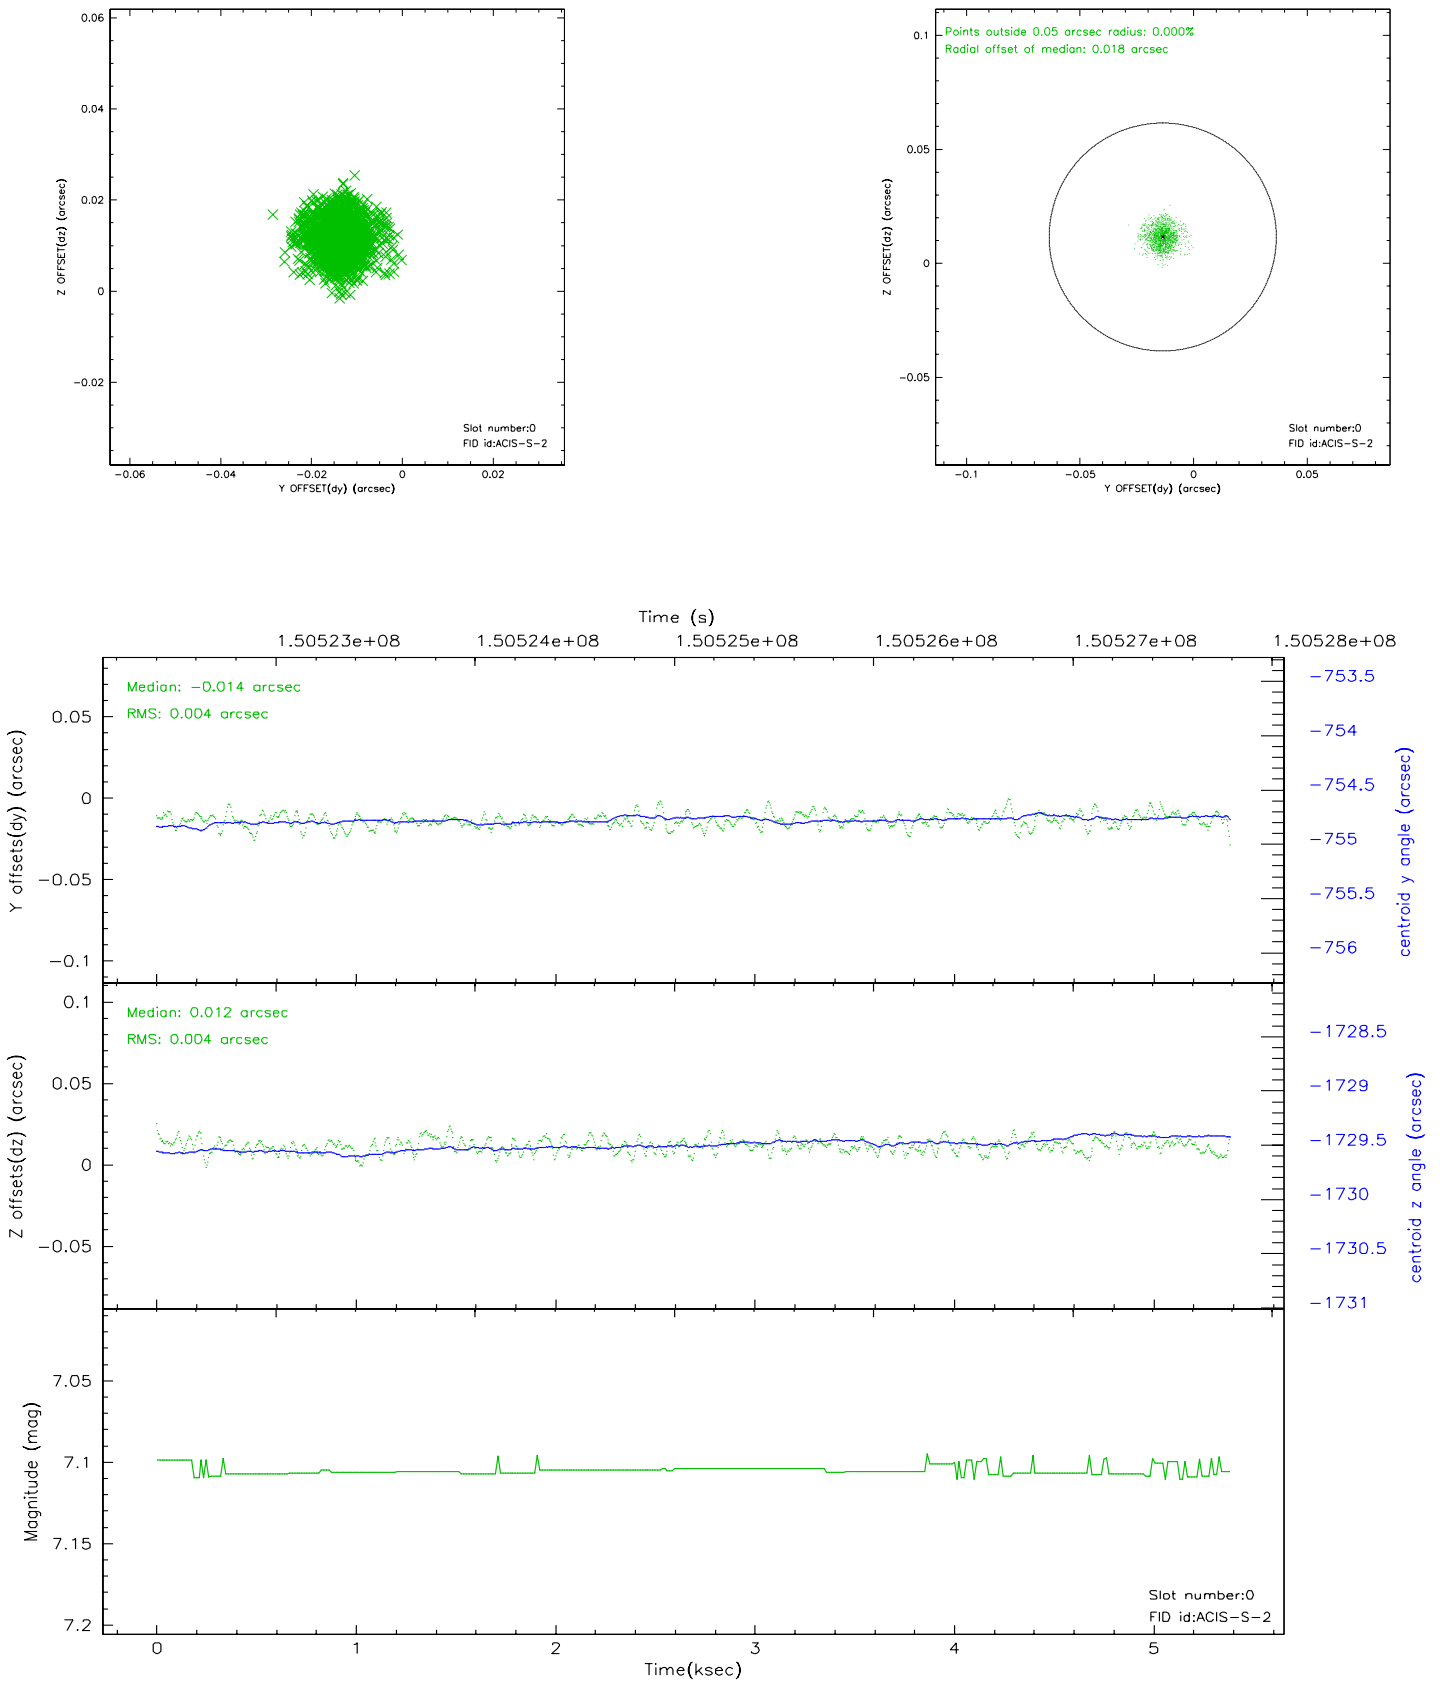 0.06
0.04
0.02
0
−0.02
Z OFFSET(dz) (arcsec)
Slot number:0
FID id:ACIS−S−2
−0.06 −0.04 −0.02 0 0.02
Y OFFSET(dy) (arcsec)
Points outside 0.05 arcsec radius: 0.000%
Radial offset of median: 0.018 arcsec
0.1
0.05
0
−0.05
Z OFFSET(dz) (arcsec)
Slot number:0
FID id:ACIS−S−2
−0.1 −0.05 0 0.05
Y OFFSET(dy) (arcsec)
Time (s)
1.50523e+08 1.50524e+08 1.50525e+08 1.50526e+08 1.50527e+08 1.50528e+08
Median: −0.014 arcsec
RMS: 0.004 arcsec
0.05
0
−0.05
−0.1
Y offsets(dy) (arcsec)
−753.5
−754
−754.5
−755
−755.5
−756
centroid y angle (arcsec)
Median: 0.012 arcsec
RMS: 0.004 arcsec
0.1
0.05
0
−0.05
Z offsets(dz) (arcsec)
−1728.5
−1729
−1729.5
−1730
−1730.5
−1731
centroid z angle (arcsec)
7.05
7.1
7.15
7.2
Magnitude (mag)
Slot number:0
FID id:ACIS−S−2
0 1 2 3 4 5
Time(ksec)